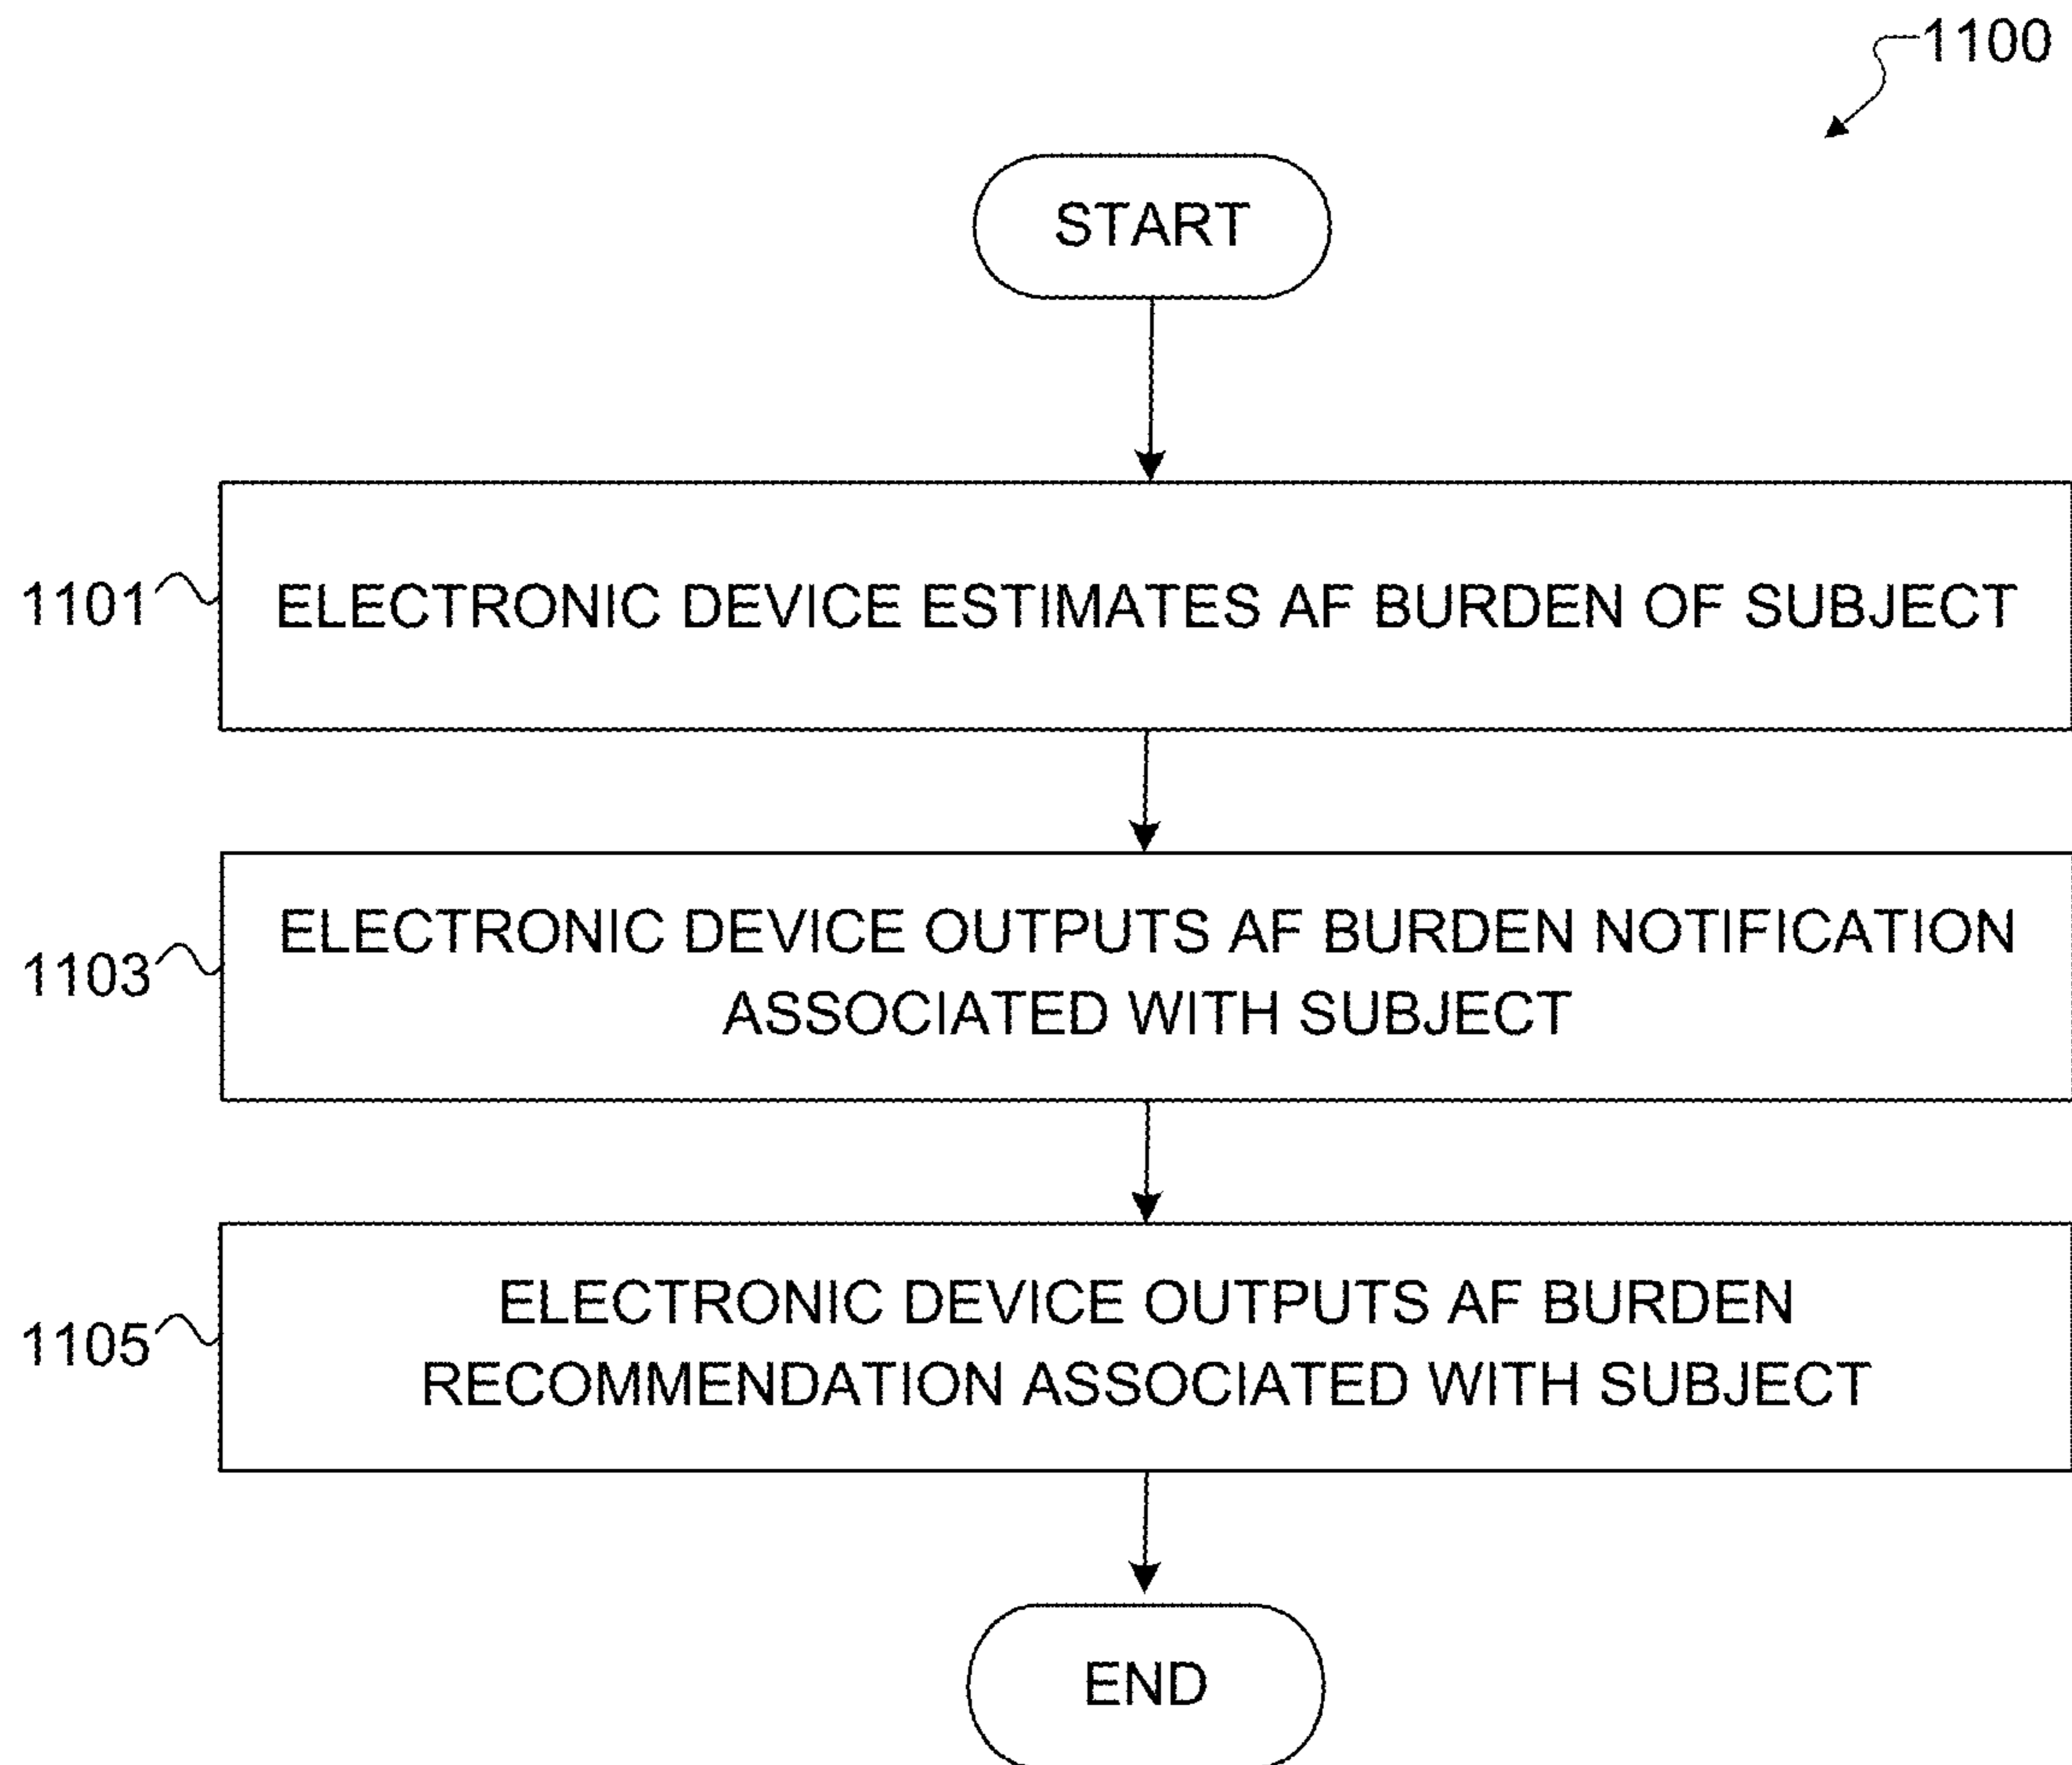 1100
START
1101
ELECTRONIC DEVICE ESTIMATES AF BURDEN OF SUBJECT
1103
ELECTRONIC DEVICE OUTPUTS AF BURDEN NOTIFICATION
ASSOCIATED WITH SUBJECT
1105
ELECTRONIC DEVICE OUTPUTS AF BURDEN
RECOMMENDATION ASSOCIATED WITH SUBJECT
END